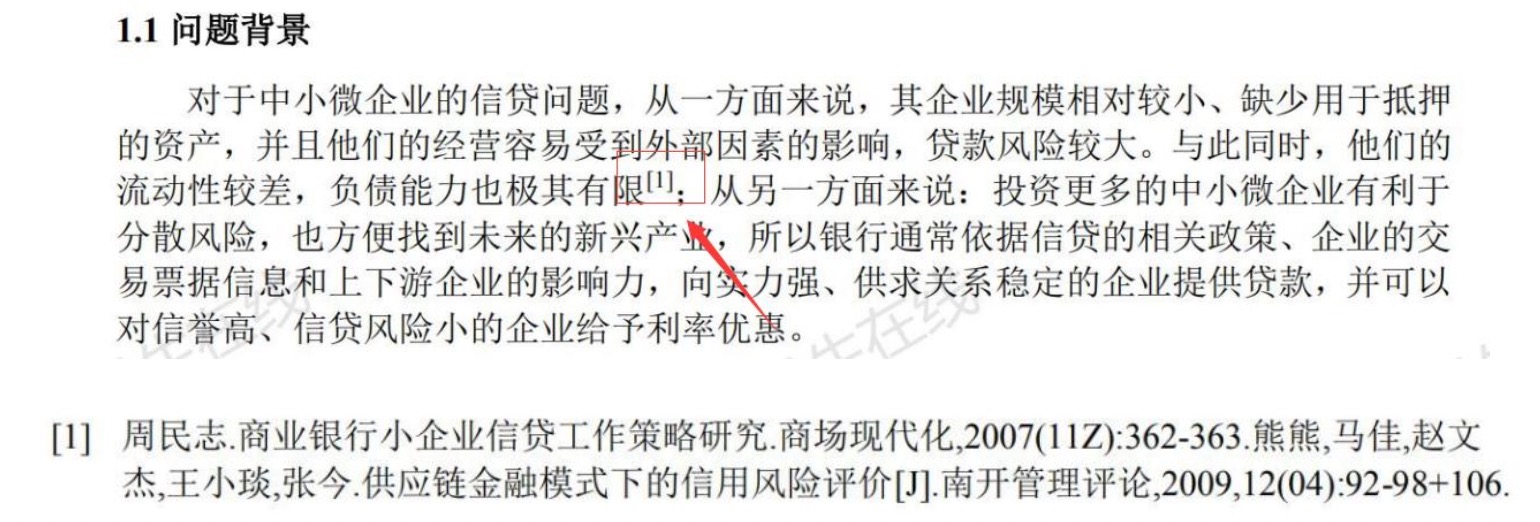 1.1 问题背景
对于中小微企业的信贷问题，从一方面来说，其企业规模相对较小、缺少用于抵押
的资产，并且他们的经营容易受到外部因素的影响，贷款风险较大。与此同时，他们的
流动性较差，负债能力也极其有限[1]；从另一方面来说：投资更多的中小微企业有利于
分散风险，也方便找到未来的新兴产业，所以银行通常依据信贷的相关政策、企业的交
易票据信息和上下游企业的影响力，向实力强、供求关系稳定的企业提供贷款，并可以
对信誉高、信贷风险小的企业给予利率优惠。
[1] 周民志.商业银行小企业信贷工作策略研究.商场现代化,2007(11Z):362-363.熊熊,马佳,赵文
杰,王小琰,张今.供应链金融模式下的信用风险评价[J].南开管理评论,2009,12(04):92-98+106.